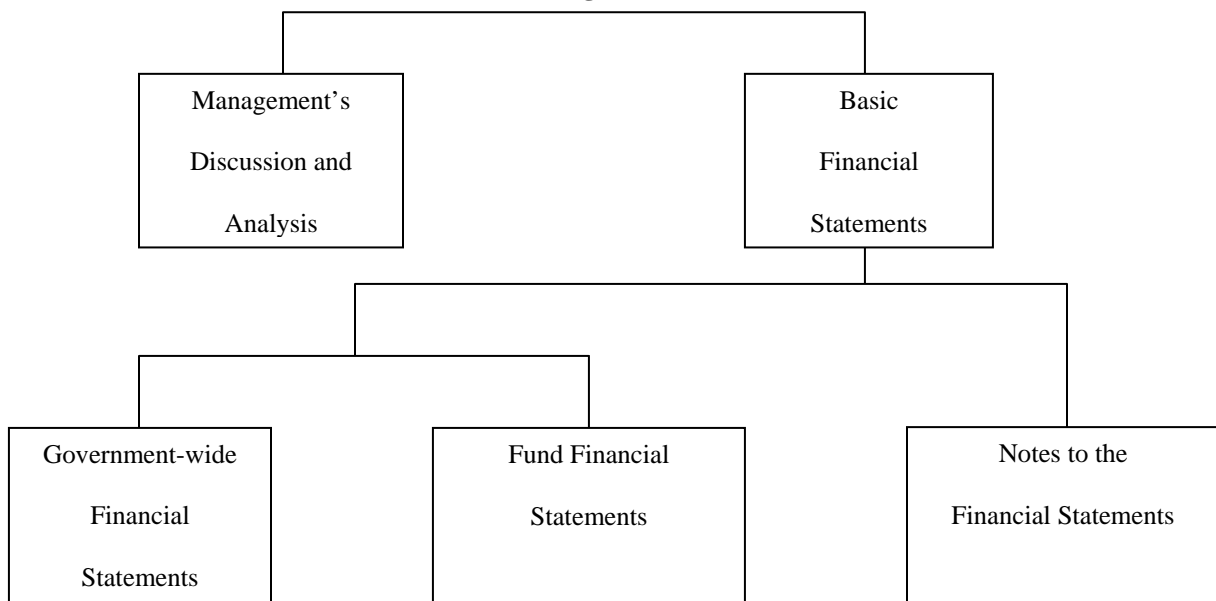 Management’s
Discussion and
Analysis
Basic
Financial
Statements
Government-wide
Financial
Statements
Fund Financial
Statements
Notes to the
Financial Statements